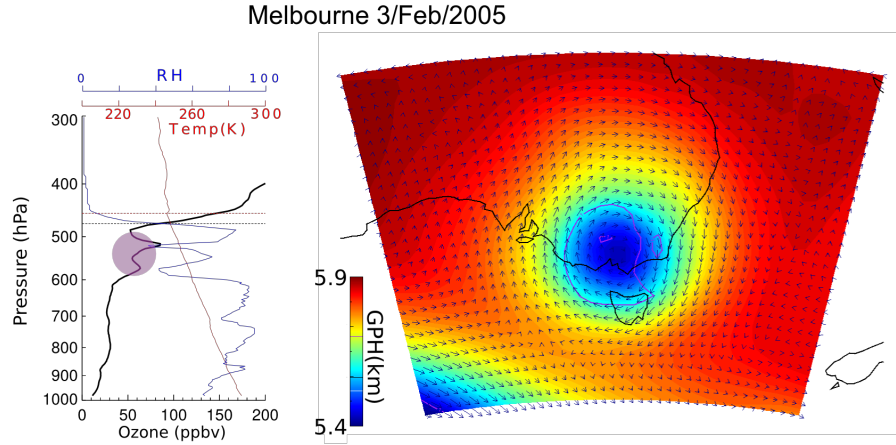 Melbourne 3/Feb/2005
0 RH 100
220 260 300
Temp(K)
300
400
500
600
700
800
900
1000
Pressure (hPa)
0 50 100 150 200
Ozone (ppbv)
5.9
GPH(km)
5.4